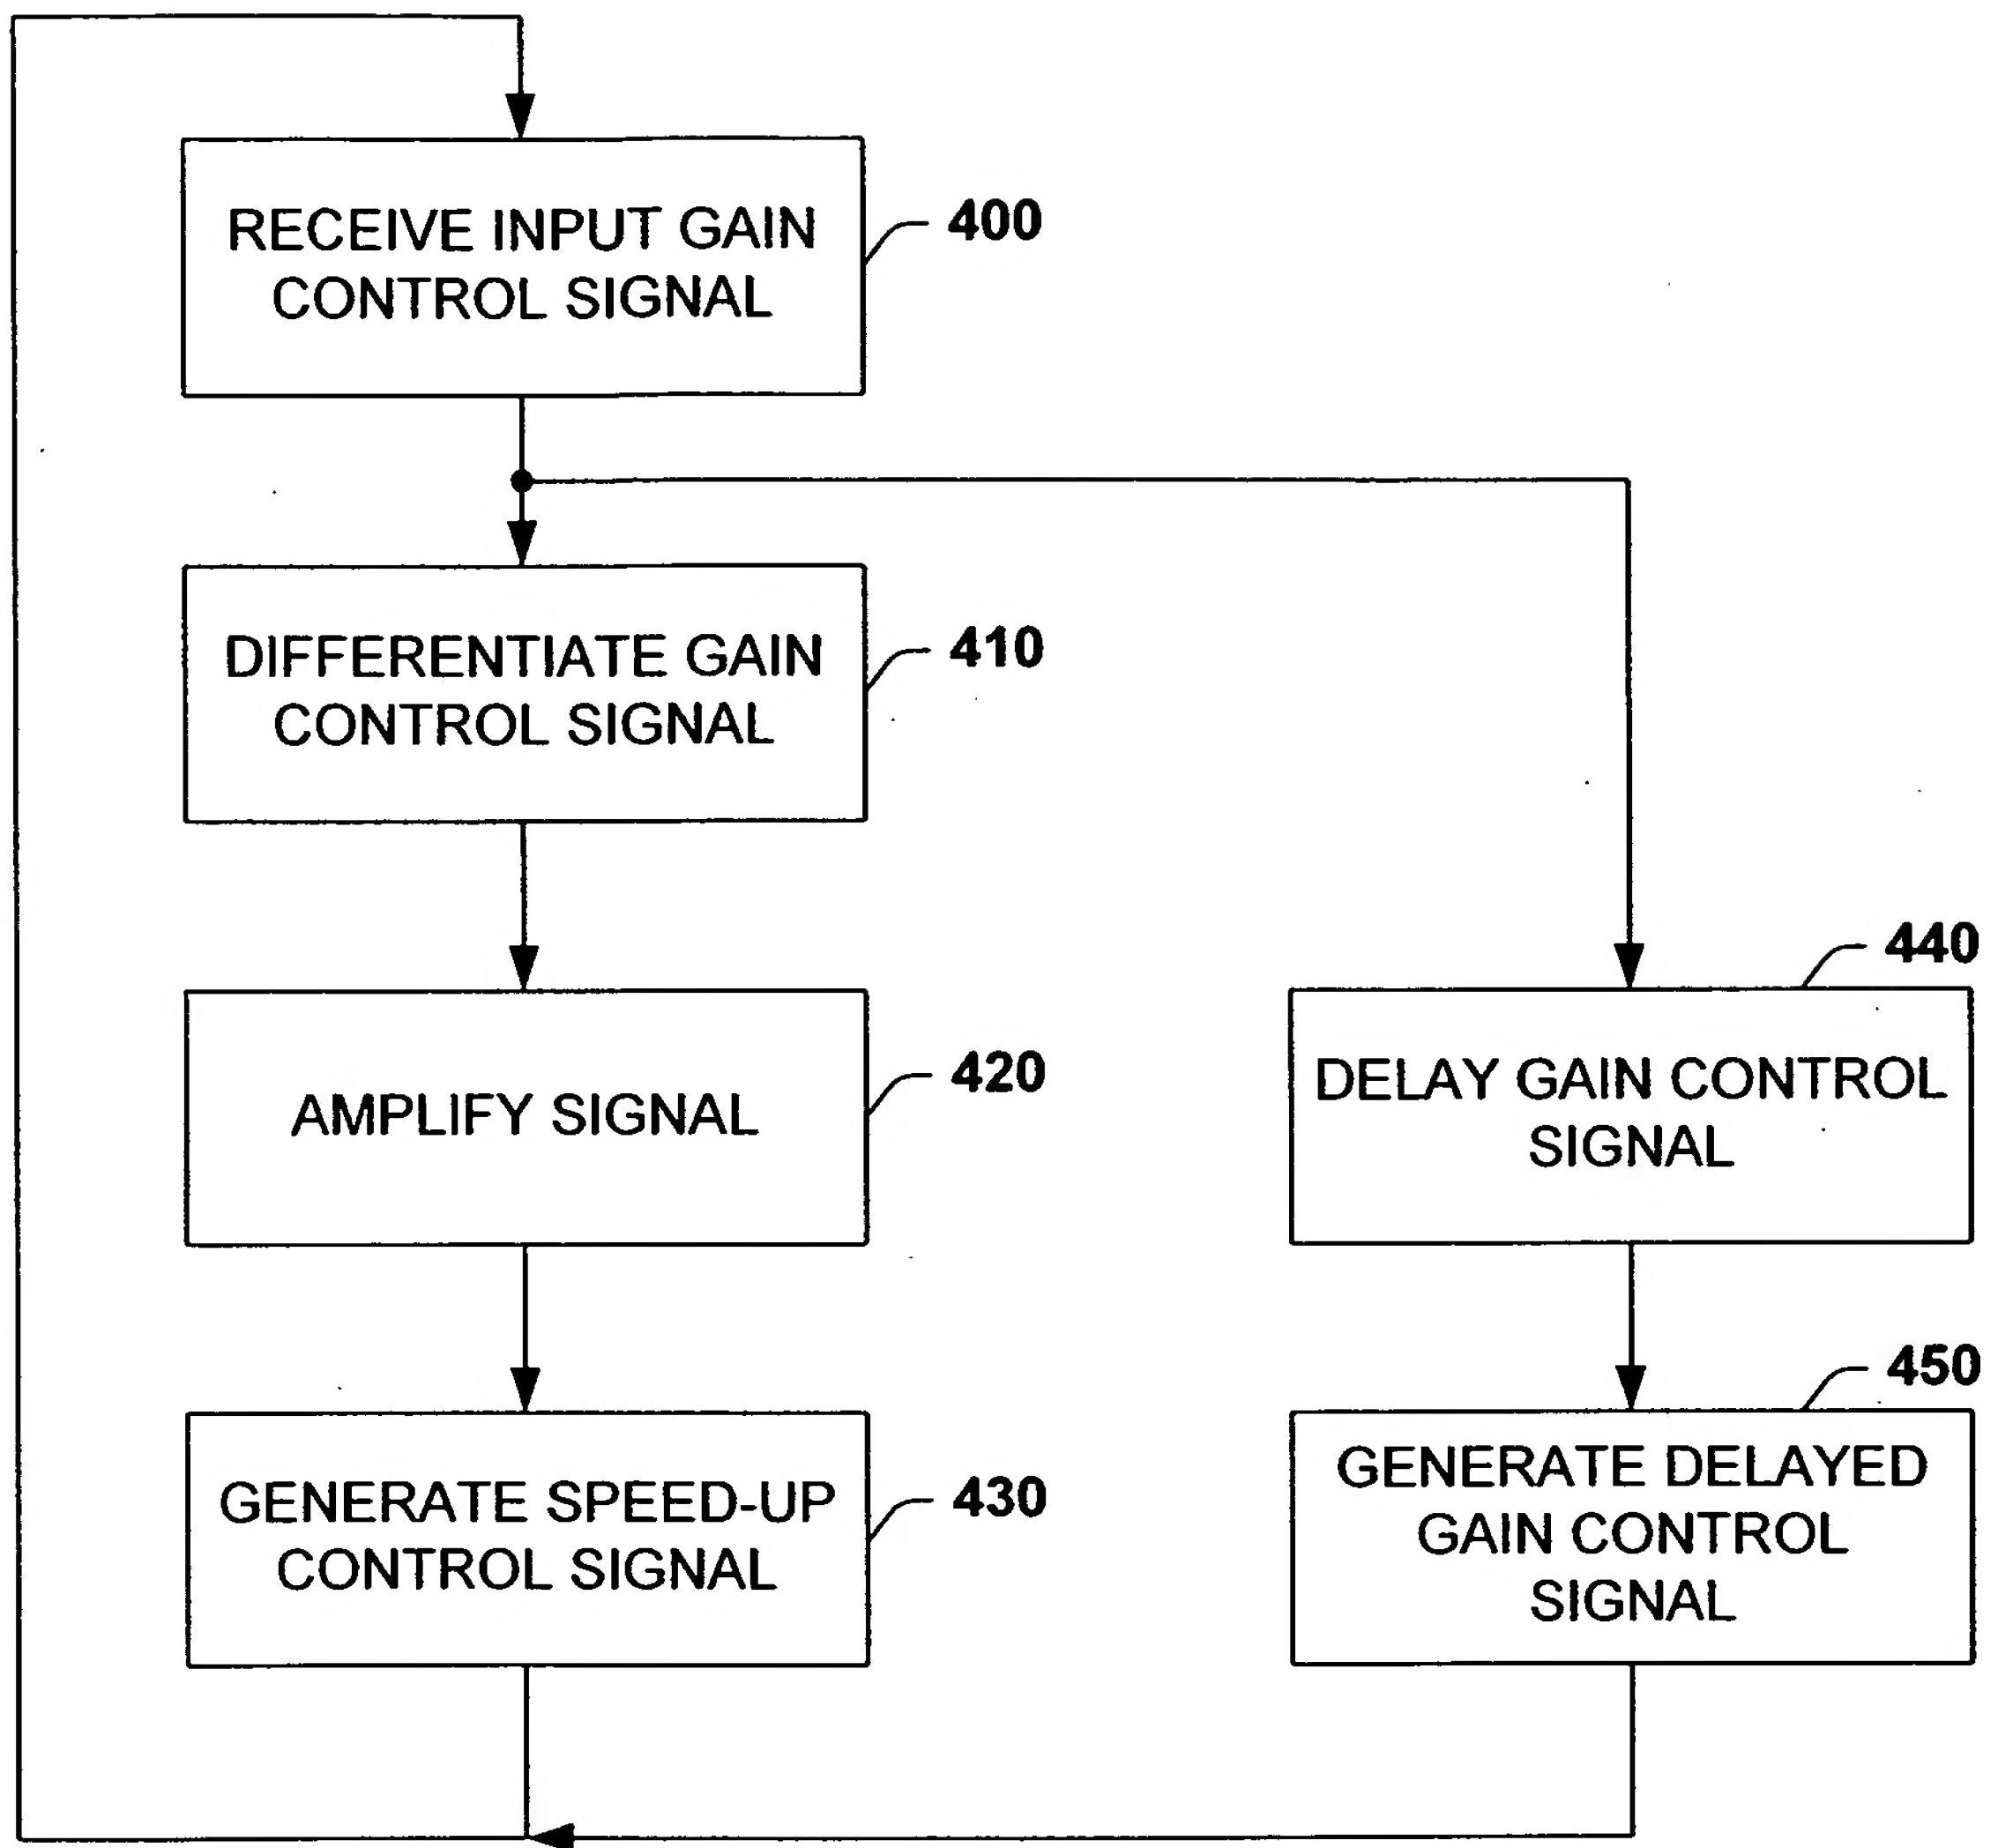 RECEIVE INPUT GAIN
CONTROL SIGNAL
400
DIFFERENTIATE GAIN
CONTROL SIGNAL
410
AMPLIFY SIGNAL
420
GENERATE SPEED-UP
CONTROL SIGNAL
430
440
DELAY GAIN CONTROL
SIGNAL
450
GENERATE DELAYED
GAIN CONTROL
SIGNAL